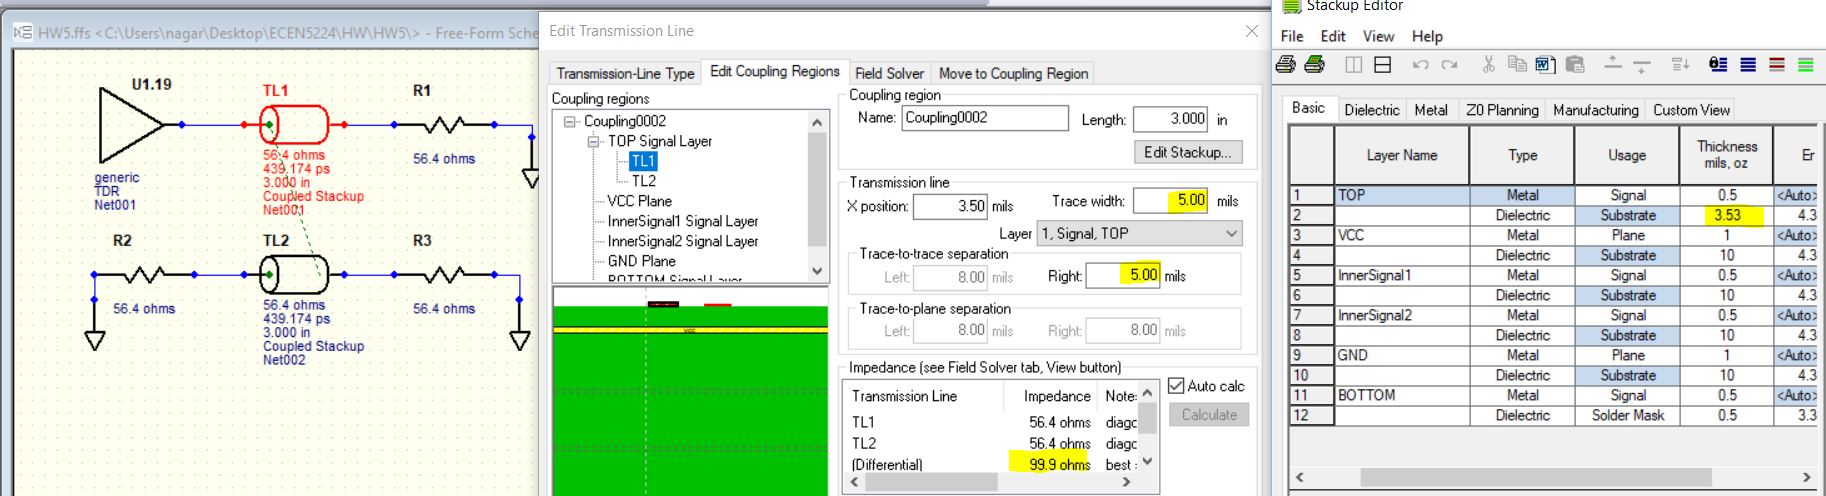 HW5.ffs <C:\Users\nagar\Desktop\ECEN5224\HW\HW5\> - Free-Form Sche
U1.19
TL1
R1
56.4 ohms
439.174 ps
3.000 in
Coupled Stackup
Net001
56.4 ohms
generic
TDR
Net001
R2
TL2
R3
56.4 ohms
56.4 ohms
439.174 ps
3.000 in
Coupled Stackup
Net002
56.4 ohms
Edit Transmission Line
Transmission-Line Type Edit Coupling Regions Field Solver Move to Coupling Region
Coupling regions
Coupling0002
TOP Signal Layer
TL1
TL2
VCC Plane
InnerSignal1 Signal Layer
InnerSignal2 Signal Layer
GND Plane
BOTTOM Signal Layer
VCC
Coupling region
Name: Coupling0002 Length: 3.000 in
Edit Stackup...
Transmission line
X position: 3.50 mils Trace width: 5.00 mils
Layer 1, Signal, TOP
Trace-to-trace separation
Left: 8.00 mils Right: 5.00 mils
Trace-to-plane separation
Left: 8.00 mils Right: 8.00 mils
Impedance (see Field Solver tab, View button)
Transmission Line Impedance Note:
TL1 56.4 ohms diagc
TL2 56.4 ohms diagc
(Differential) 99.9 ohms best :
Auto calc
Calculate
Stackup Editor
File Edit View Help
Basic Dielectric Metal Z0 Planning Manufacturing Custom View
Layer Name Type Usage Thickness mils, oz Er
1 TOP Metal Signal 0.5 <Auto>
2 Dielectric Substrate 3.53 4.3
3 VCC Metal Plane 1 <Auto>
4 Dielectric Substrate 10 4.3
5 InnerSignal1 Metal Signal 0.5 <Auto>
6 Dielectric Substrate 10 4.3
7 InnerSignal2 Metal Signal 0.5 <Auto>
8 Dielectric Substrate 10 4.3
9 GND Metal Plane 1 <Auto>
10 Dielectric Substrate 10 4.3
11 BOTTOM Metal Signal 0.5 <Auto>
12 Dielectric Solder Mask 0.5 3.3